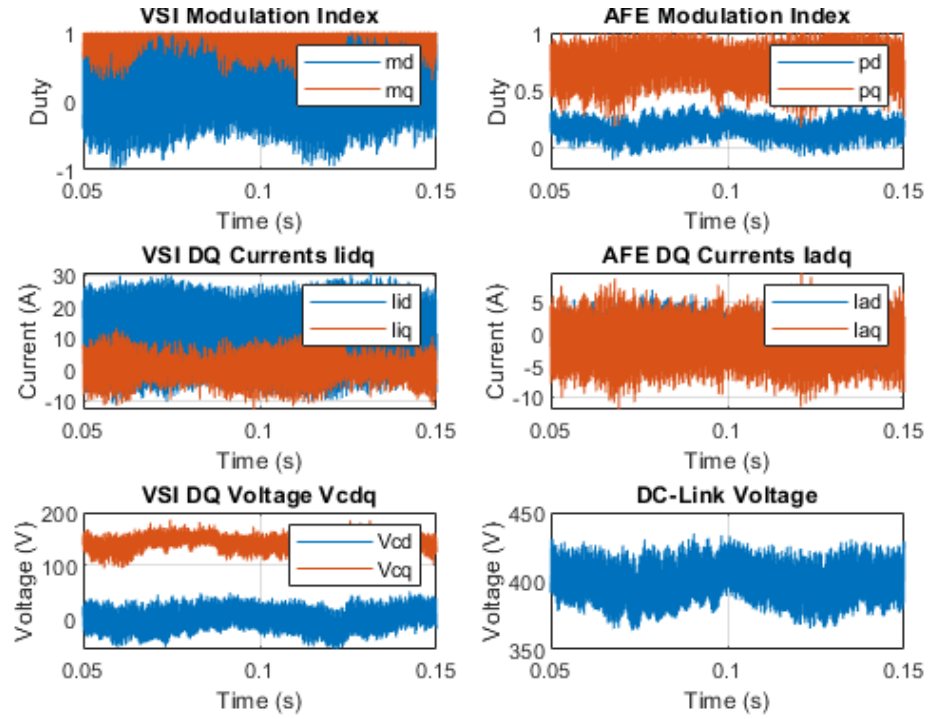 VSI Modulation Index
1
0
-1
Duty
md
mq
0.05
0.1
0.15
Time (s)
AFE Modulation Index
1
0.5
0
Duty
pd
pq
0.05
0.1
0.15
Time (s)
VSI DQ Currents Iidq
30
20
10
0
-10
Current (A)
Iid
Iiq
0.05
0.1
0.15
Time (s)
AFE DQ Currents Iadq
5
0
-5
-10
Current (A)
Iad
Iaq
0.05
0.1
0.15
Time (s)
VSI DQ Voltage Vcdq
200
100
0
Voltage (V)
Vcd
Vcq
0.05
0.1
0.15
Time (s)
DC-Link Voltage
450
400
350
Voltage (V)
0.05
0.1
0.15
Time (s)